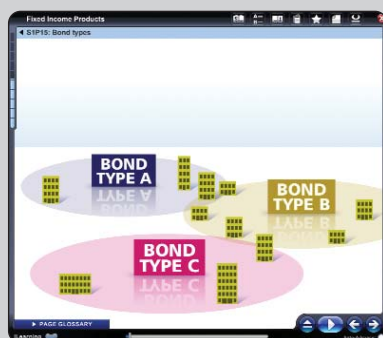 Fixed Income Products
S1P15: Bond types
BOND
TYPE A
BOND
TYPE B
BOND
TYPE C
PAGE GLOSSARY